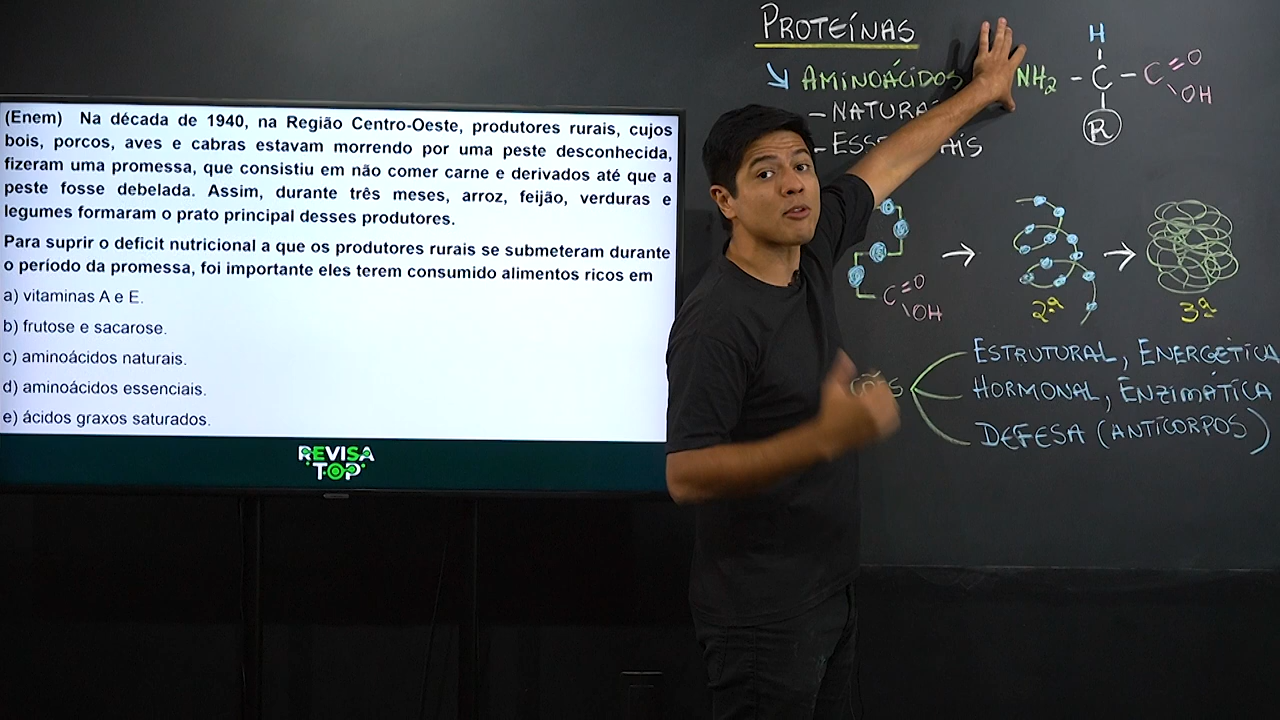 (Enem) Na década de 1940, na Região Centro-Oeste, produtores rurais, cujos
bois, porcos, aves e cabras estavam morrendo por uma peste desconhecida,
fizeram uma promessa, que consistiu em não comer carne e derivados até que a
peste fosse debelada. Assim, durante três meses, arroz, feijão, verduras e
legumes formaram o prato principal desses produtores.
Para suprir o deficit nutricional a que os produtores rurais se submeteram durante
o período da promessa, foi importante eles terem consumido alimentos ricos em
a) vitaminas A e E.
b) frutose e sacarose.
c) aminoácidos naturais.
d) aminoácidos essenciais.
e) ácidos graxos saturados.
REVISA
TOP
PROTEÍNAS
AMINOÁCIDOS
H
NH2 - C - C = O
OH
R
C = O
OH
2ª
3ª
ESTRUTURAL, ENERGÉTICA
HORMONAL, ENZIMÁTICA
DEFESA (ANTICORPOS)